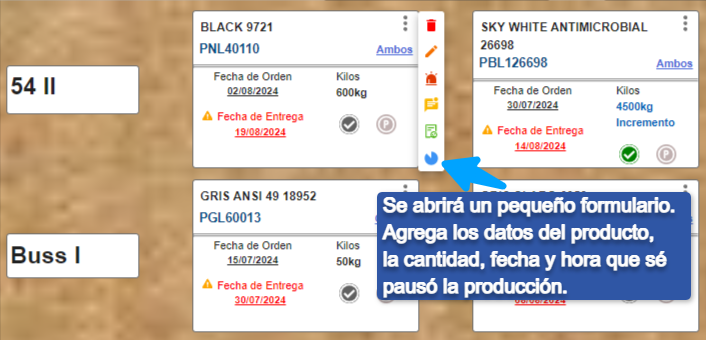 54 II
BLACK 9721
PNL40110
Ambos
Fecha de Orden
02/08/2024
Kilos
600kg
Fecha de Entrega
19/08/2024
P
SKY WHITE ANTIMICROBIAL
26698
PBL126698
Ambos
Fecha de Orden
30/07/2024
Kilos
4500kg
Incremento
Fecha de Entrega
14/08/2024
P
Buss I
GRIS ANSI 49 18952
PGL60013
Fecha de Orden
15/07/2024
Kilos
50kg
Fecha de Entrega
30/07/2024
P
Se abrirá un pequeño formulario.
Agrega los datos del producto,
la cantidad, fecha y hora que sé
pausó la producción.